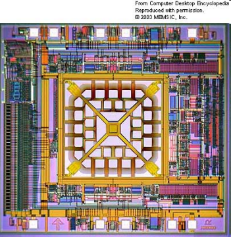 From Computer Desktop Encyclopedia
Reproduced with permission.
© 2003 MEMSIC, Inc.